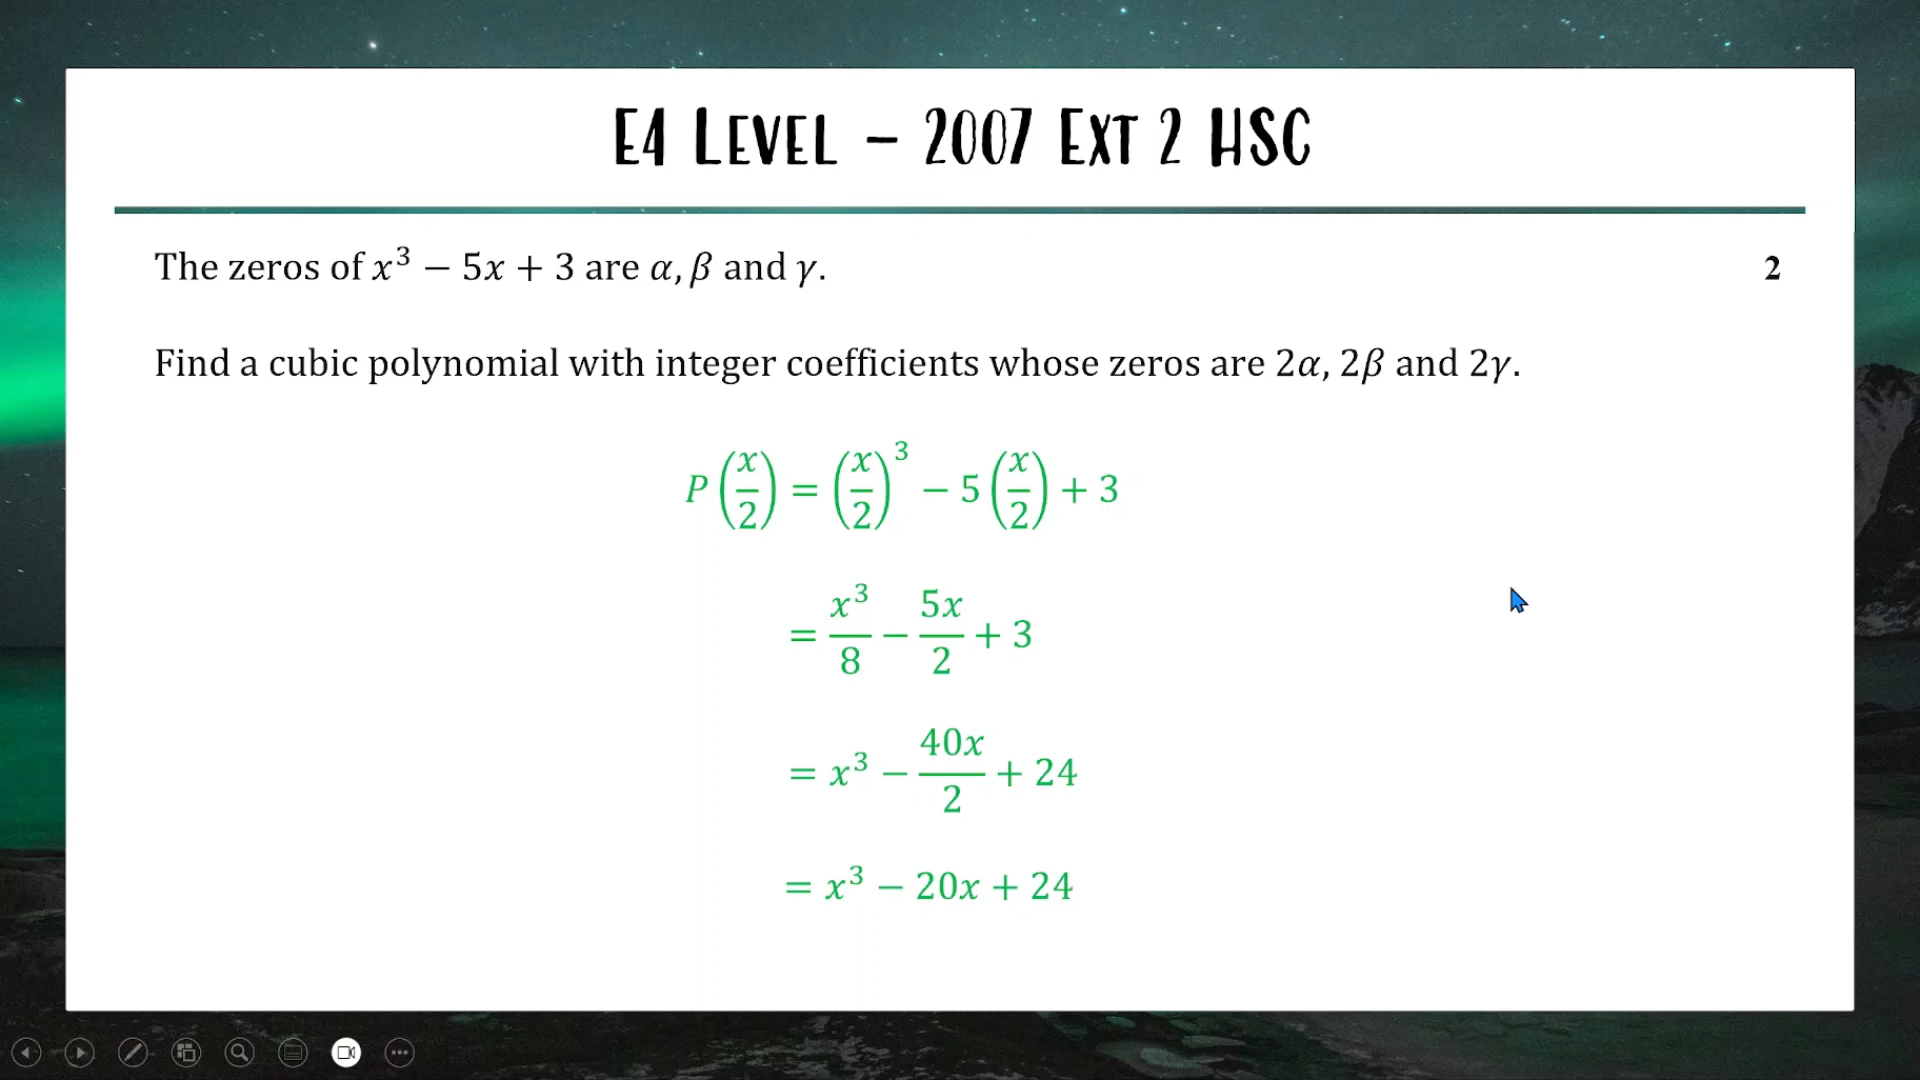 E4 LEVEL – 2007 EXT 2 HSC
The zeros of x³ − 5x + 3 are α, β and γ. 2
Find a cubic polynomial with integer coefficients whose zeros are 2α, 2β and 2γ.
P(x/2) = (x/2)³ − 5(x/2) + 3
= x³/8 − 5x/2 + 3
= x³ − 40x/2 + 24
= x³ − 20x + 24